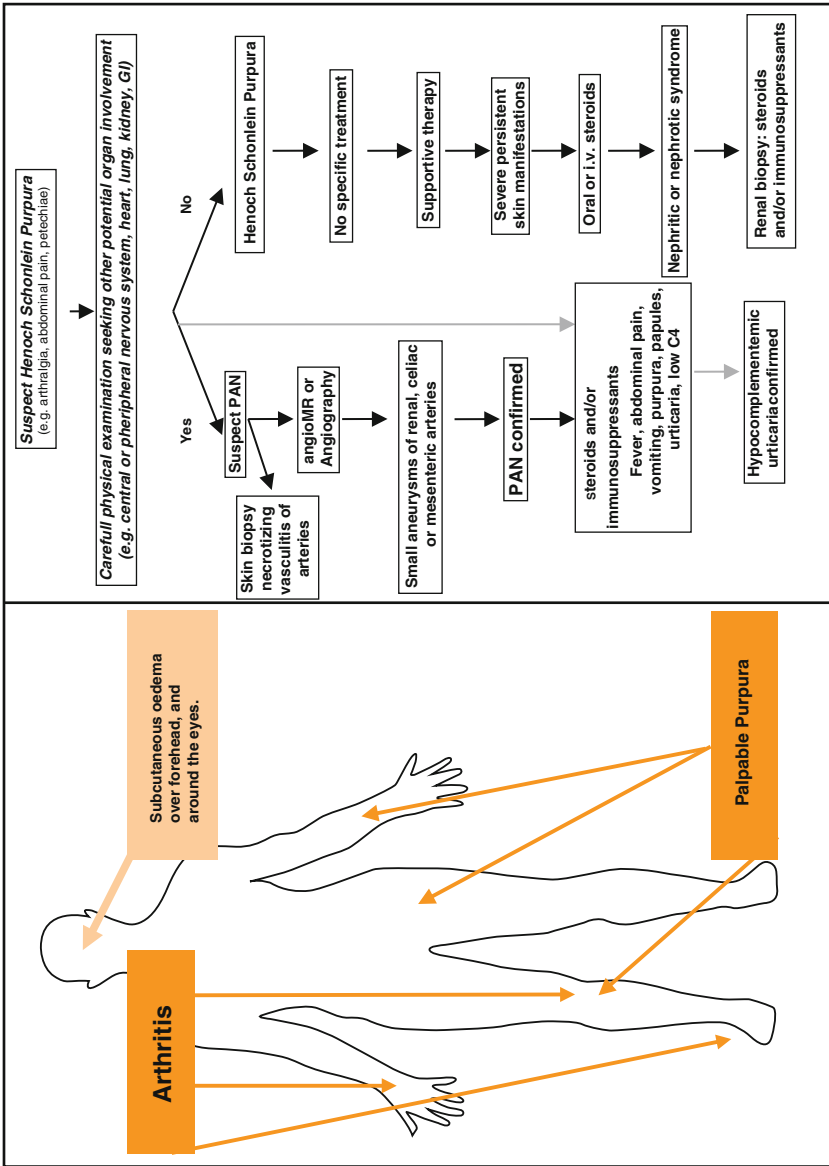 Subcutaneous oedema
over forehead, and
around the eyes.
Arthritis
Palpable Purpura
Suspect Henoch Schonlein Purpura
(e.g. arthralgia, abdominal pain, petechiae)
Carefull physical examination seeking other potential organ involvement
(e.g. central or pheripheral nervous system, heart, lung, kidney, GI)
Yes
No
Suspect PAN
Skin biopsy
necrotizing
vasculitis of
arteries
angioMR or
Angiography
Small aneurysms of renal, celiac
or mesenteric arteries
PAN confirmed
steroids and/or
immunosuppressants
Fever, abdominal pain,
vomiting, purpura, papules,
urticaria, low C4
Hypocomplementemic
urticaria confirmed
Henoch Schonlein Purpura
No specific treatment
Supportive therapy
Severe persistent
skin manifestations
Oral or i.v. steroids
Nephritic or nephrotic syndrome
Renal biopsy: steroids
and/or immunosuppressants